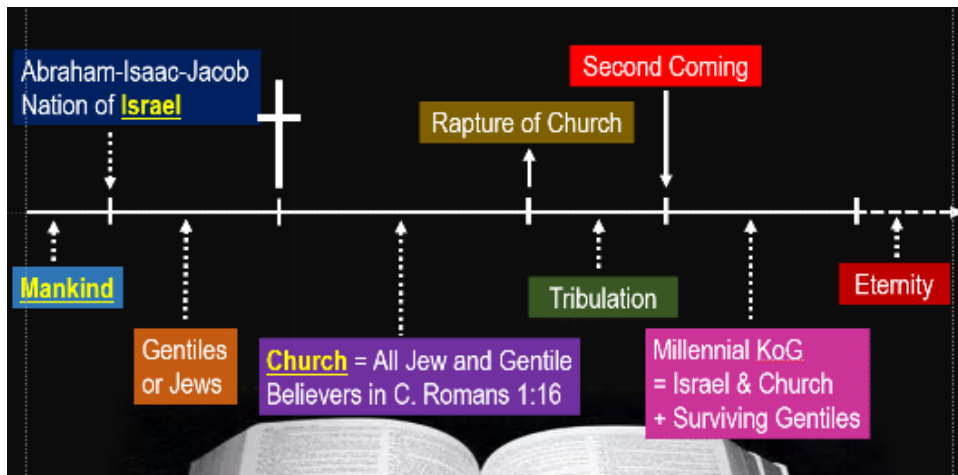 Abraham-Isaac-Jacob
Nation of Israel
Second Coming
Rapture of Church
Mankind
Tribulation
Eternity
Gentiles
or Jews
Church = All Jew and Gentile
Believers in C. Romans 1:16
Millennial KoG
= Israel & Church
+ Surviving Gentiles